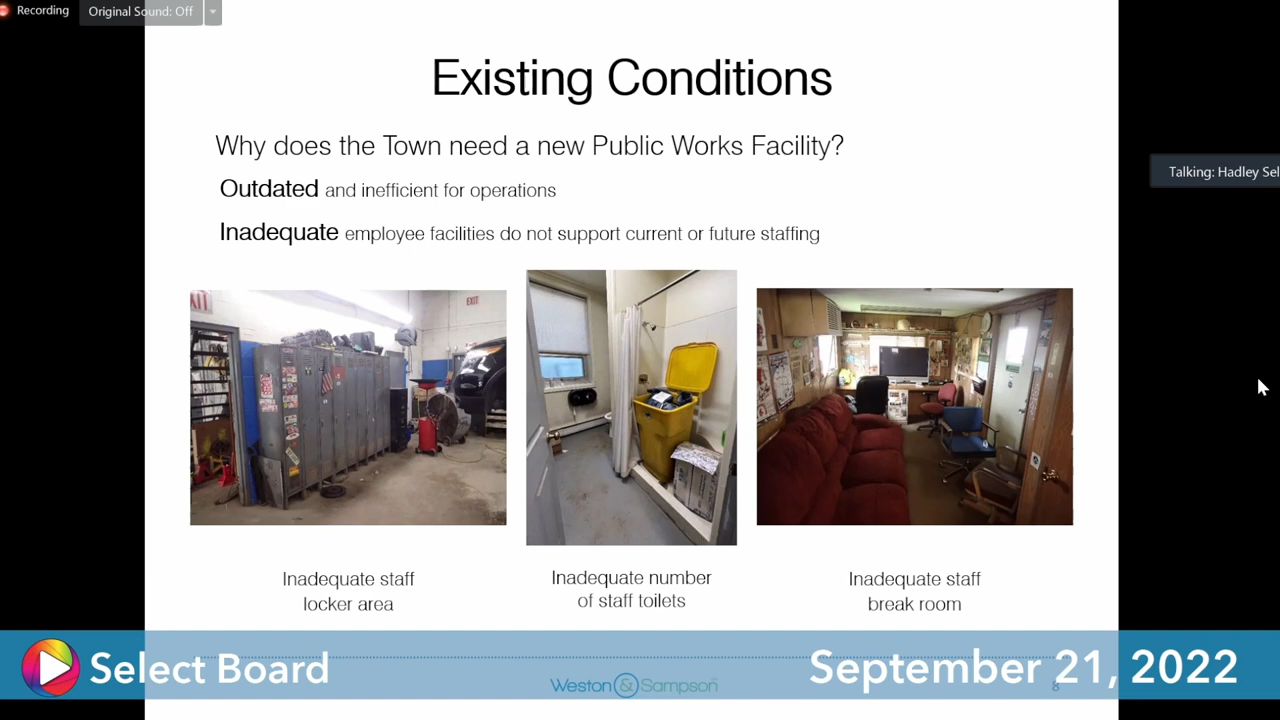 Recording
Original Sound: Off
Existing Conditions
Why does the Town need a new Public Works Facility?
Talking: Hadley Sel
Outdated and inefficient for operations
Inadequate employee facilities do not support current or future staffing
EXIT
Inadequate staff
locker area
Inadequate number
of staff toilets
Inadequate staff
break room
Select Board
September 21, 2022
Weston & Sampson
8